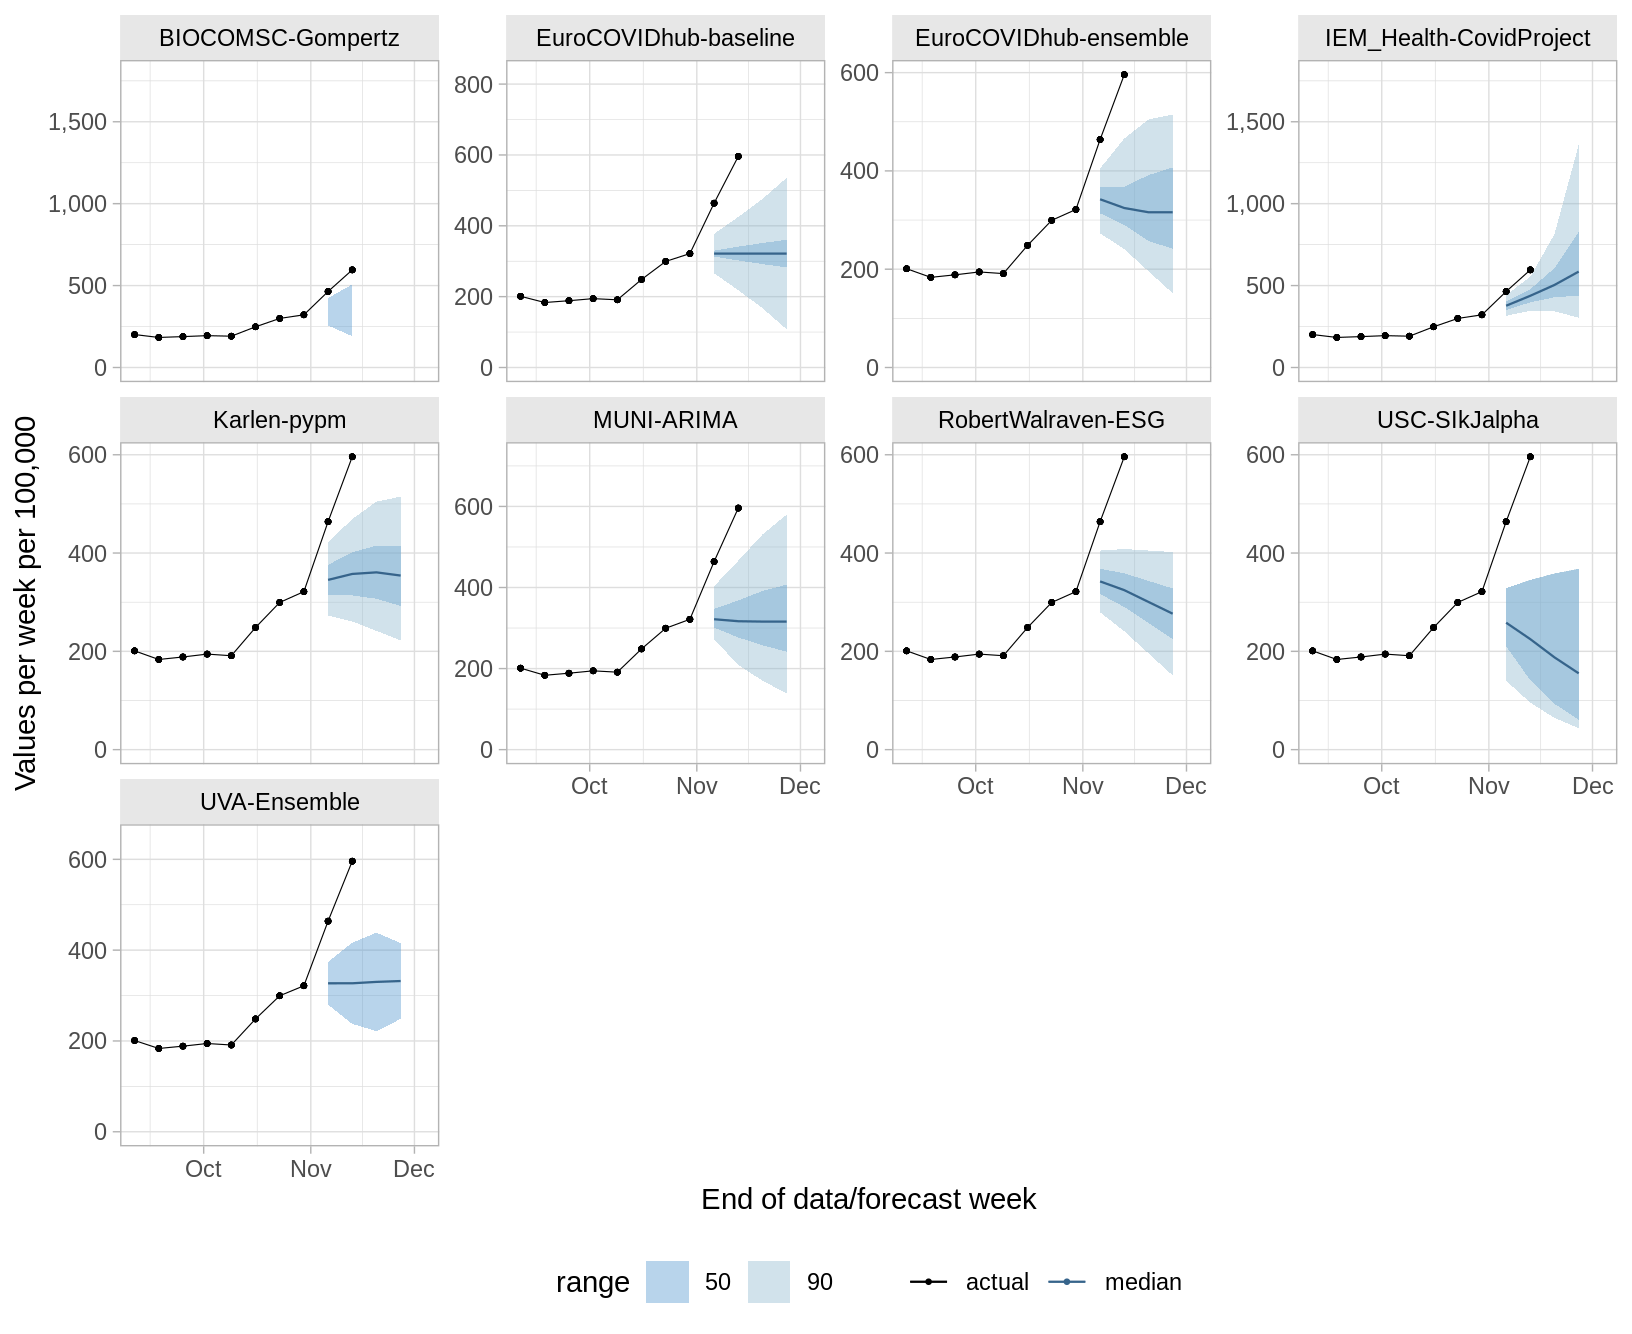 BIOCOMSC-Gompertz
EuroCOVIDhub-baseline
EuroCOVIDhub-ensemble
IEM_Health-CovidProject
1,500
1,000
500
0
800
600
400
200
0
600
400
200
0
1,500
1,000
500
0
Karlen-pypm
MUNI-ARIMA
RobertWalraven-ESG
USC-SIkJalpha
600
400
200
0
600
400
200
0
600
400
200
0
600
400
200
0
Oct Nov Dec
Oct Nov Dec
Oct Nov Dec
UVA-Ensemble
600
400
200
0
Oct Nov Dec
Values per week per 100,000
End of data/forecast week
range 50 90 actual median